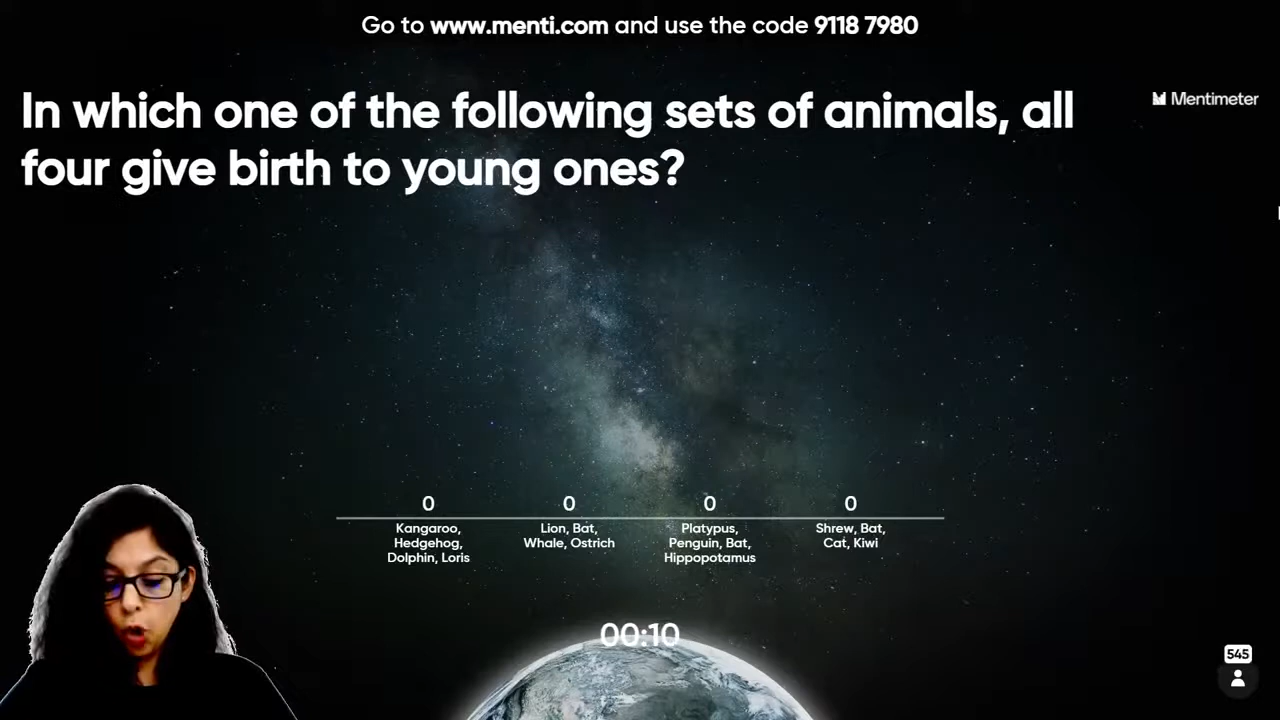 Go to www.menti.com and use the code 9118 7980
In which one of the following sets of animals, all
four give birth to young ones?
Mentimeter
0
0
0
0
Kangaroo,
Hedgehog,
Dolphin, Loris
Lion, Bat,
Whale, Ostrich
Platypus,
Penguin, Bat,
Hippopotamus
Shrew, Bat,
Cat, Kiwi
00:10
545